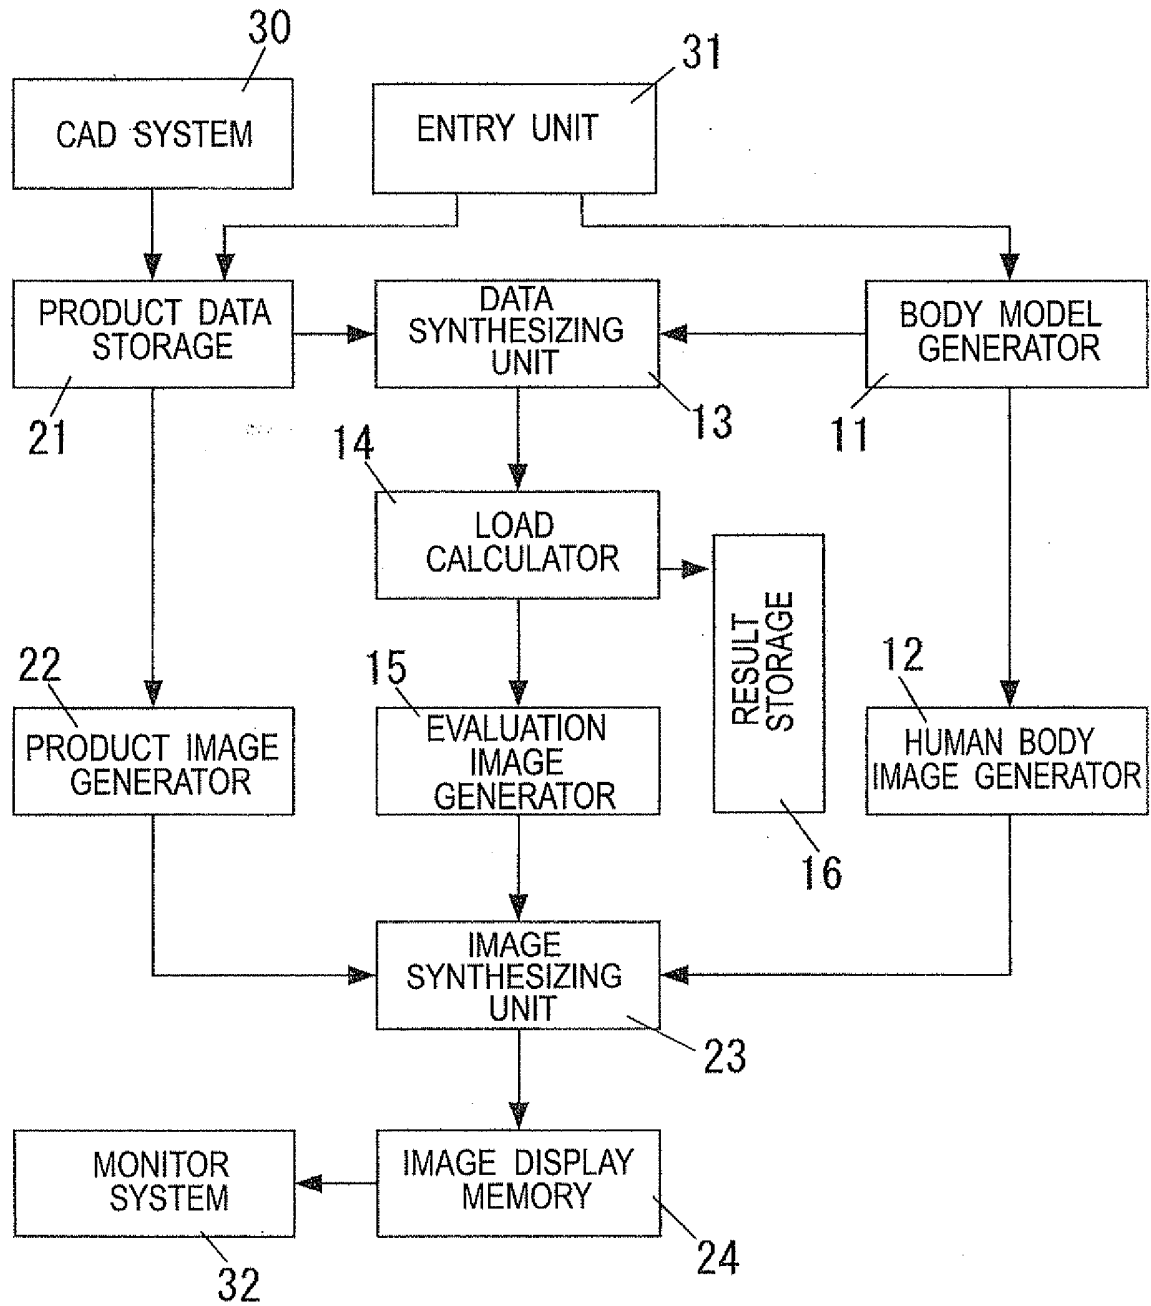 30
31
CAD SYSTEM
ENTRY UNIT
PRODUCT DATA
STORAGE
21
DATA
SYNTHESIZING
UNIT
13
BODY MODEL
GENERATOR
11
14
LOAD
CALCULATOR
RESULT
STORAGE
16
22
PRODUCT IMAGE
GENERATOR
15
EVALUATION
IMAGE
GENERATOR
12
HUMAN BODY
IMAGE GENERATOR
IMAGE
SYNTHESIZING
UNIT
23
MONITOR
SYSTEM
32
IMAGE DISPLAY
MEMORY
24